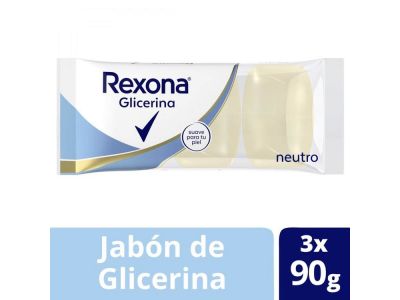 Rexona®
Glicerina
suave
para tu
piel
neutro
Jabón de
Glicerina
3x
90g